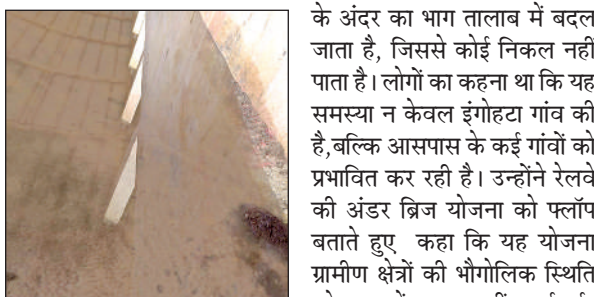 के अंदर का भाग तालाब में बदल
जाता है, जिससे कोई निकल नहीं
पाता है। लोगों का कहना था कि यह
समस्या न केवल इंगोहटा गांव की
है,बल्कि आसपास के कई गांवों को
प्रभावित कर रही है। उन्होंने रेलवे
की अंडर ब्रिज योजना को फ्लॉप
बताते हुए कहा कि यह योजना
ग्रामीण क्षेत्रों की भौगोलिक स्थिति